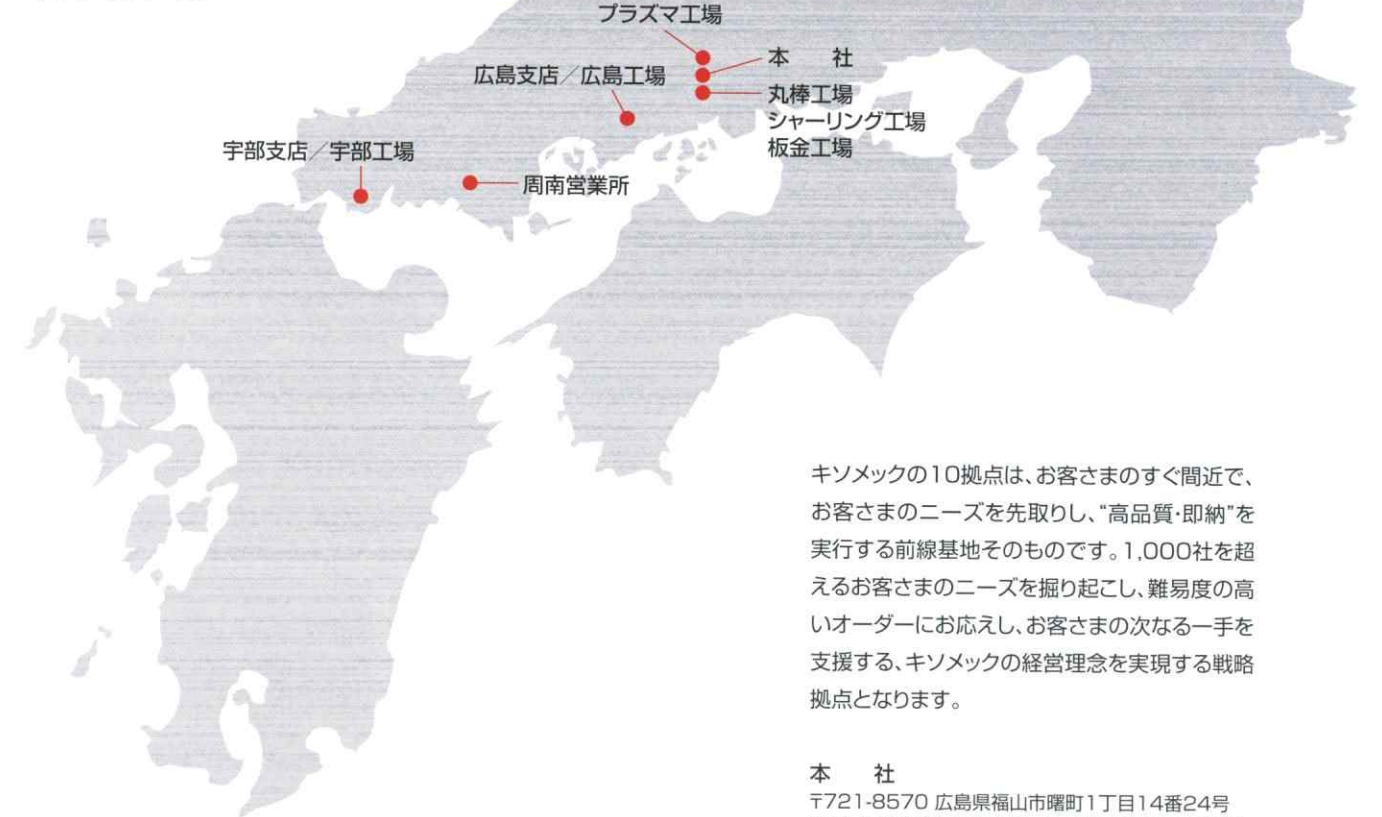 プラズマ工場
本　社
広島支店／広島工場
丸棒工場
シャーリング工場
板金工場
宇部支店／宇部工場
周南営業所
キソメックの10拠点は、お客さまのすぐ間近で、
お客さまのニーズを先取りし、“高品質・即納”を
実行する前線基地そのものです。1,000社を超
えるお客さまのニーズを掘り起こし、難易度の高
いオーダーにお応えし、お客さまの次なる一手を
支援する、キソメックの経営理念を実現する戦略
拠点となります。
本　社
〒721-8570 広島県福山市曙町1丁目14番24号